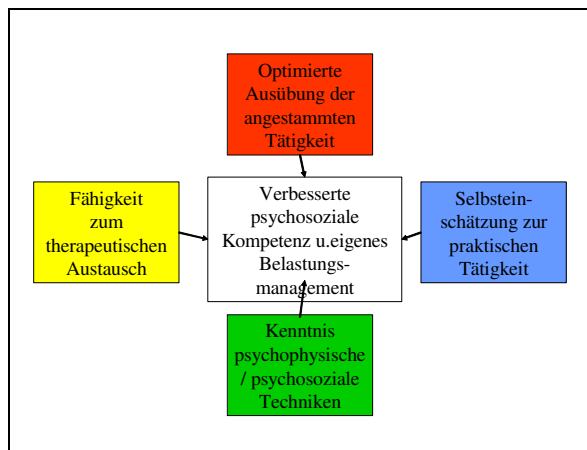 Optimierte
Ausübung der
angestammten
Tätigkeit
Fähigkeit
zum
therapeutischen
Austausch
Verbesserte
psychosoziale
Kompetenz u.eigenes
Belastungs-
management
Selbstein-
schätzung zur
praktischen
Tätigkeit
Kenntnis
psychophysische
/ psychosoziale
Techniken